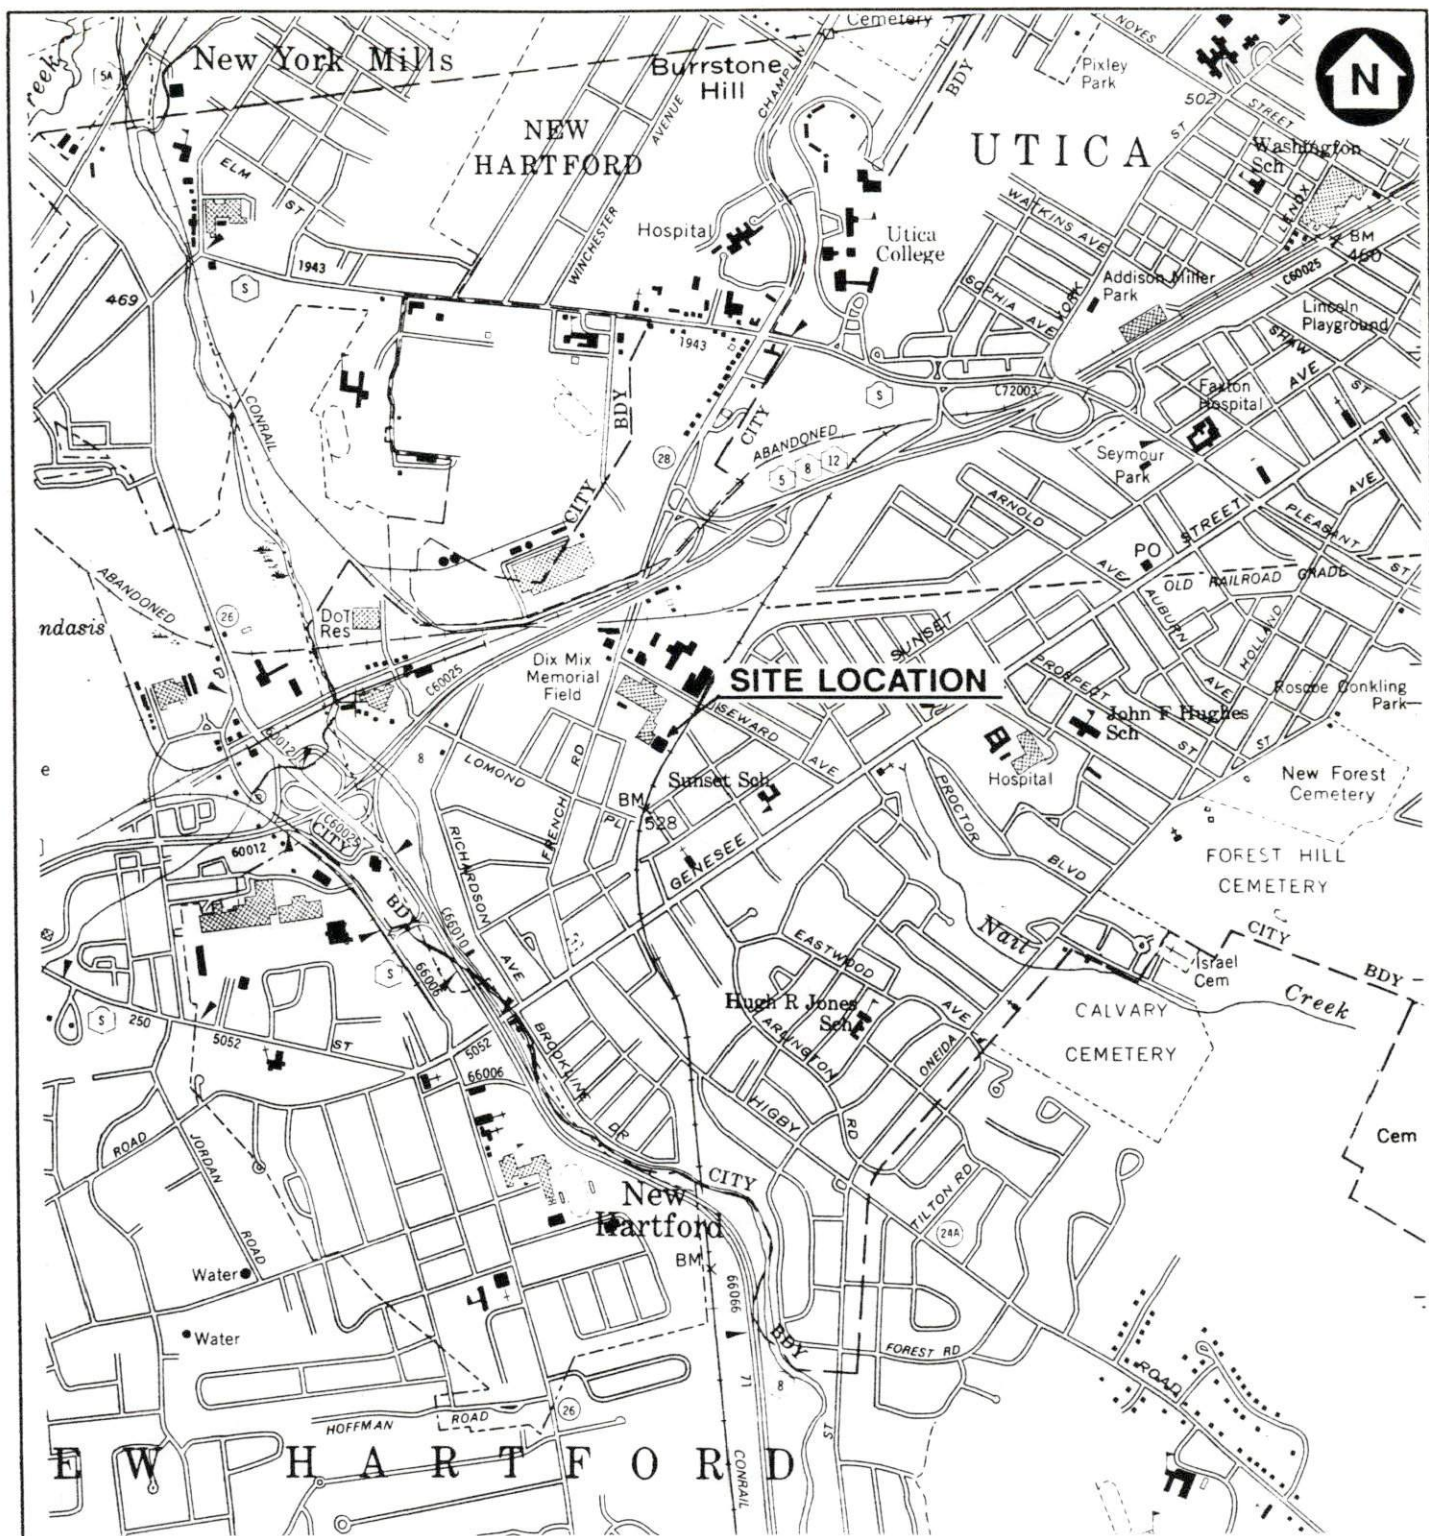 Cemetery
NOYES
New York Mills
Creek
5A
Burrstone
Hill
CHAMPLIN
AVENUE
BDY
Pixley
Park
N
502
ST
STREET
NEW
HARTFORD
UTICA
Washington
Sch
LENOX
ELM
ST
WATKINS AVE
WINCHESTER
Hospital
Utica
College
BM
460
C60025
1943
S
469
SOPHIA AVE
YORK
Addison Miller
Park
Lincoln
Playground
1943
SHAW
AVE
ST
BDY
C72003
S
Faxton
Hospital
CONRAIL
CITY
ABANDONED
28
5
8
12
Seymour
Park
AVE
CITY
ARNOLD
AVE
STREET
PLEASANT
ST
PO
OLD RAILROAD GRADE
ABANDONED
26
ndasis
DoT
Res
AUBURN
AVE
HOLLAND
SUNSET
Dix Mix
Memorial
Field
C60025
SITE LOCATION
PROSPECT
ST
Roscoe Conkling
Park
SEWARD
AVE
John F Hughes
Sch
ST
60012
8
LOMOND
PL
FRENCH
RD
Sunset Sch
Hospital
New Forest
Cemetery
e
BM
528
PROCTOR
BLVD
C60025
CITY
60012
RICHARDSON
AVE
GENESEE
FOREST HILL
CEMETERY
BDY
C66010
Nail
Creek
CITY
BDY
EASTWOOD
AVE
Israel
Cem
S
66006
Hugh R Jones
Sch
CALVARY
CEMETERY
S
250
5052
ST
5052
66006
BROOKLINE
DR
ARLINGTON
RD
ONEIDA
HIGBY
ROAD
JORDAN
ROAD
Cem
CITY
TILTON RD
24A
New
Hartford
BM
Water
Water
66066
BDY
FOREST RD
ROAD
71
8
HOFFMAN
ROAD
26
ST
EW HARTFORD
CONRAIL